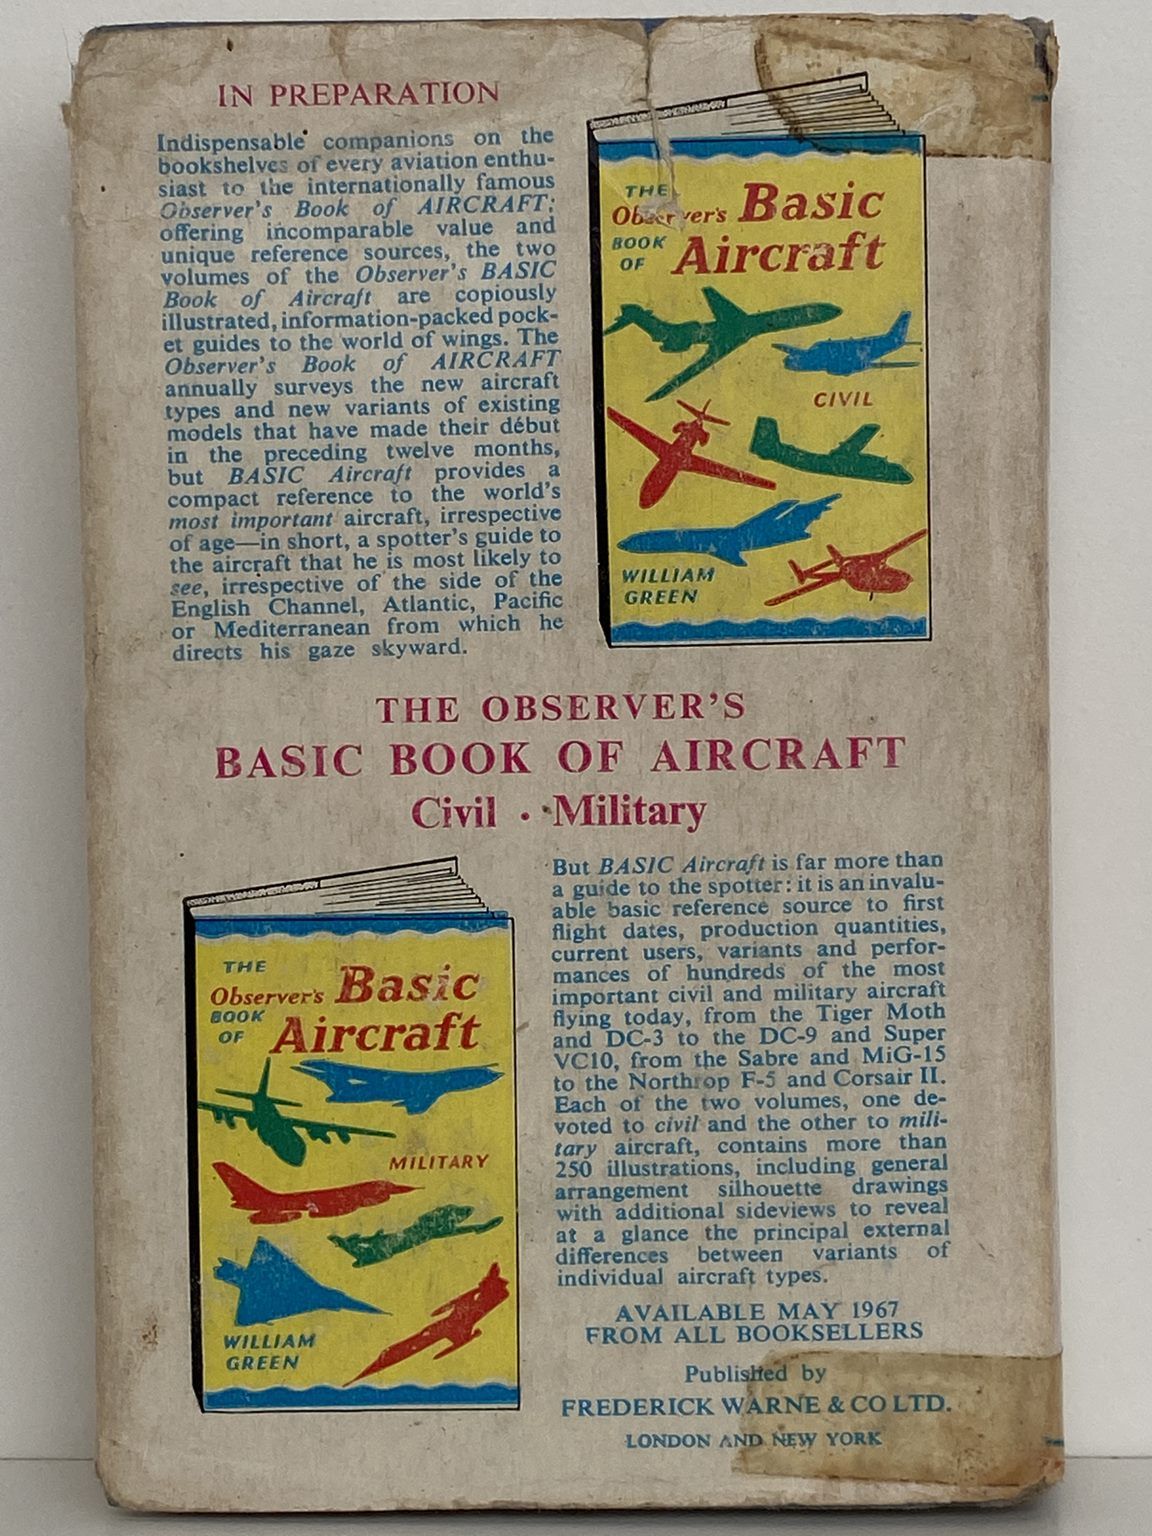 IN PREPARATION
Indispensable companions on the
bookshelves of every aviation enthu-
siast to the internationally famous
Observer's Book of AIRCRAFT;
offering incomparable value and
unique reference sources, the two
volumes of the Observer's BASIC
Book of Aircraft are copiously
illustrated, information-packed pock-
et guides to the world of wings. The
Observer's Book of AIRCRAFT
annually surveys the new aircraft
types and new variants of existing
models that have made their début
in the preceding twelve months,
but BASIC Aircraft provides a
compact reference to the world's
most important aircraft, irrespective
of age—in short, a spotter's guide to
the aircraft that he is most likely to
see, irrespective of the side of the
English Channel, Atlantic, Pacific
or Mediterranean from which he
directs his gaze skyward.
THE
Observer's Basic
BOOK
OF Aircraft
CIVIL
WILLIAM
GREEN
THE OBSERVER'S
BASIC BOOK OF AIRCRAFT
Civil · Military
THE
Observer's Basic
BOOK
OF Aircraft
MILITARY
WILLIAM
GREEN
But BASIC Aircraft is far more than
a guide to the spotter: it is an invalu-
able basic reference source to first
flight dates, production quantities,
current users, variants and perfor-
mances of hundreds of the most
important civil and military aircraft
flying today, from the Tiger Moth
and DC-3 to the DC-9 and Super
VC10, from the Sabre and MiG-15
to the Northrop F-5 and Corsair II.
Each of the two volumes, one de-
voted to civil and the other to mili-
tary aircraft, contains more than
250 illustrations, including general
arrangement silhouette drawings
with additional sideviews to reveal
at a glance the principal external
differences between variants of
individual aircraft types.
AVAILABLE MAY 1967
FROM ALL BOOKSELLERS
Published by
FREDERICK WARNE & CO LTD.
LONDON AND NEW YORK